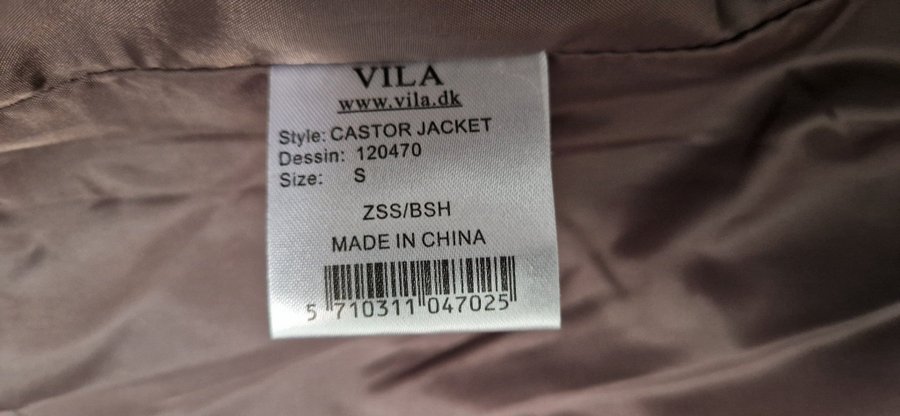 VILA
www.vila.dk
Style: CASTOR JACKET
Dessin: 120470
Size: S
ZSS/BSH
MADE IN CHINA
5 710311 047025